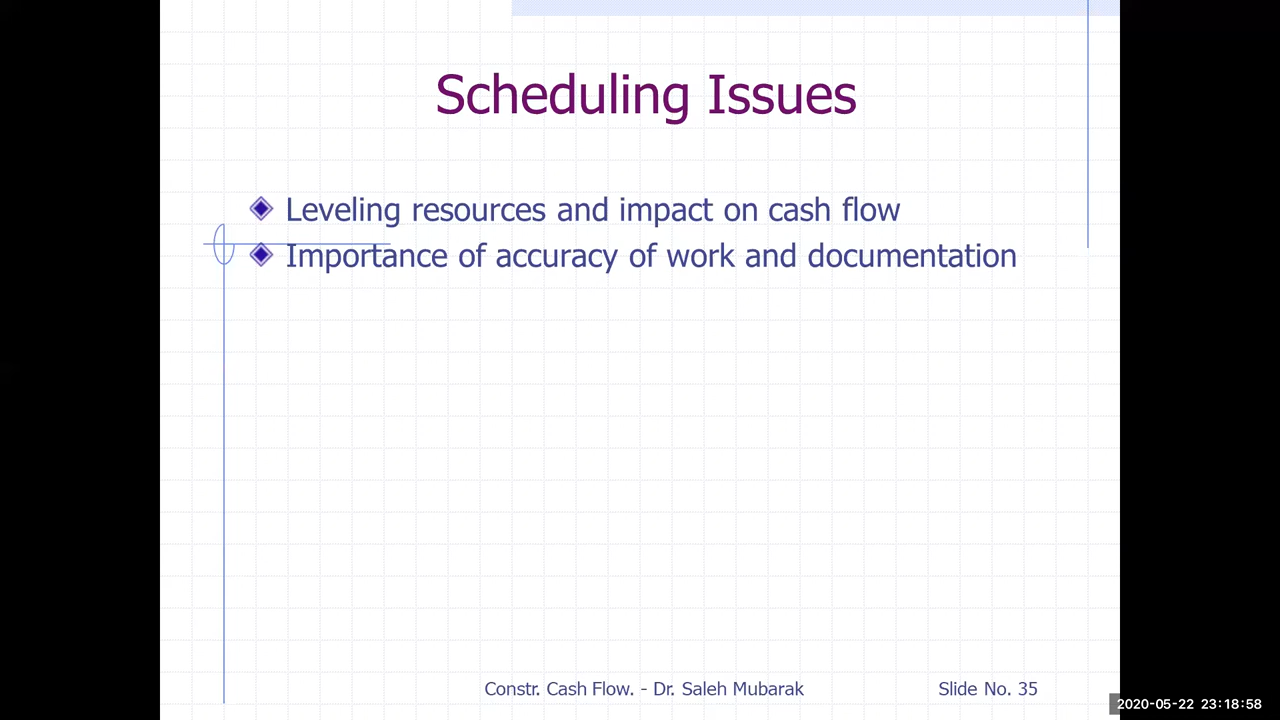 Scheduling Issues
Leveling resources and impact on cash flow
Importance of accuracy of work and documentation
Constr. Cash Flow. - Dr. Saleh Mubarak
Slide No. 35
2020-05-22 23:18:58